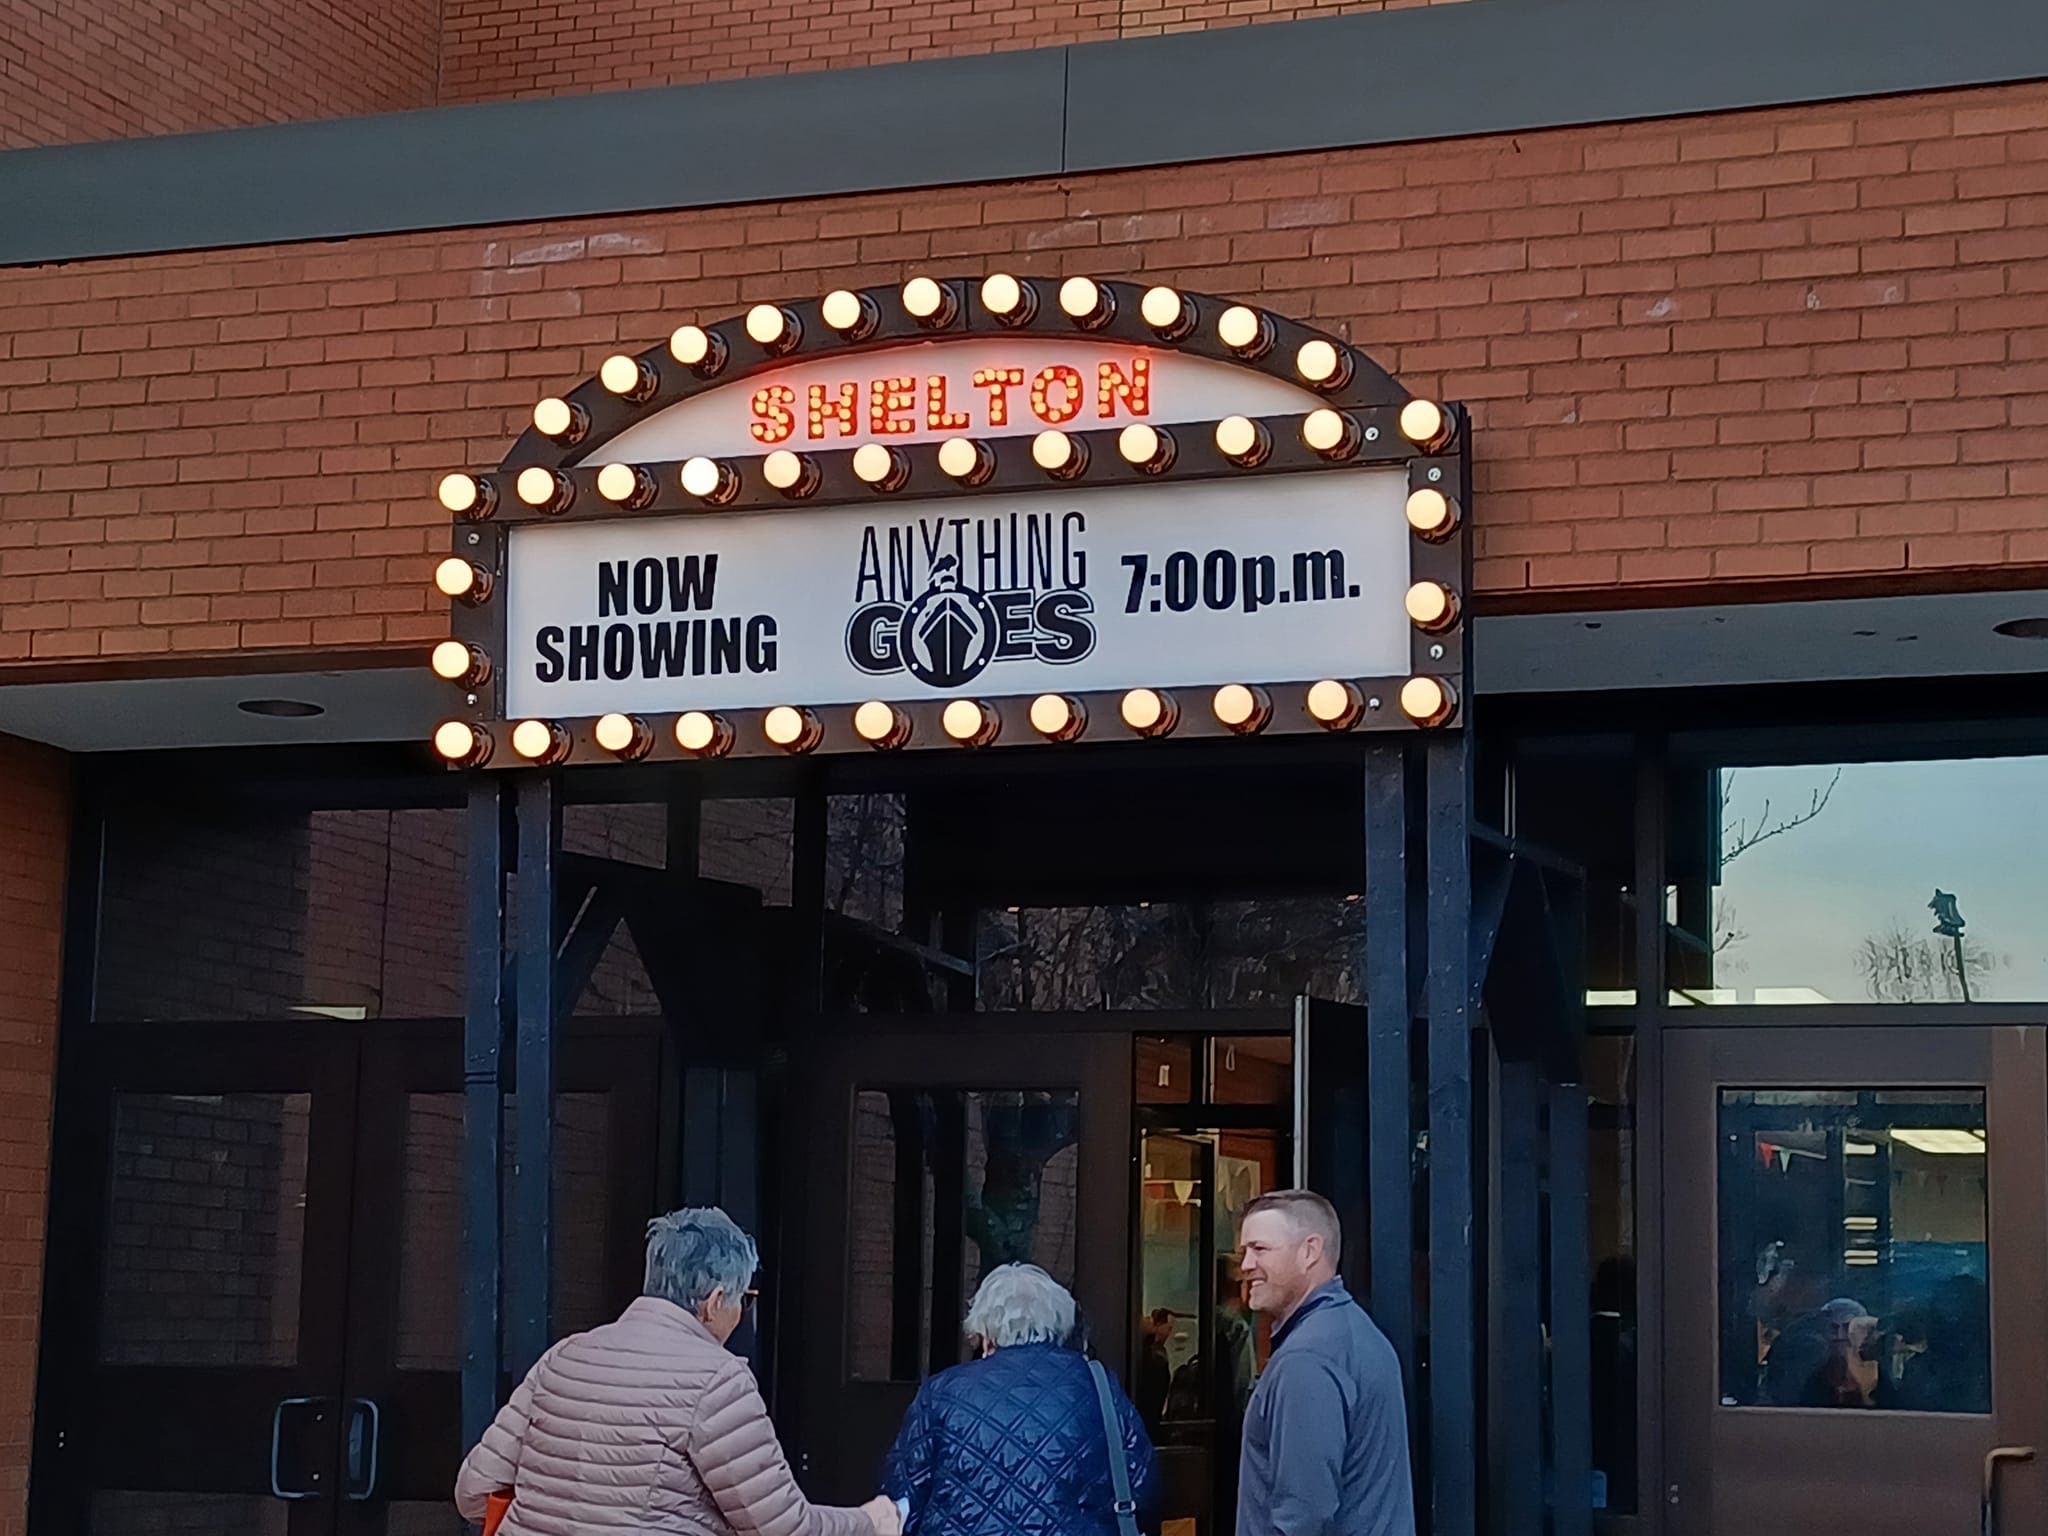 SHELTON
NOW
SHOWING
ANYTHING
GOES
7:00p.m.